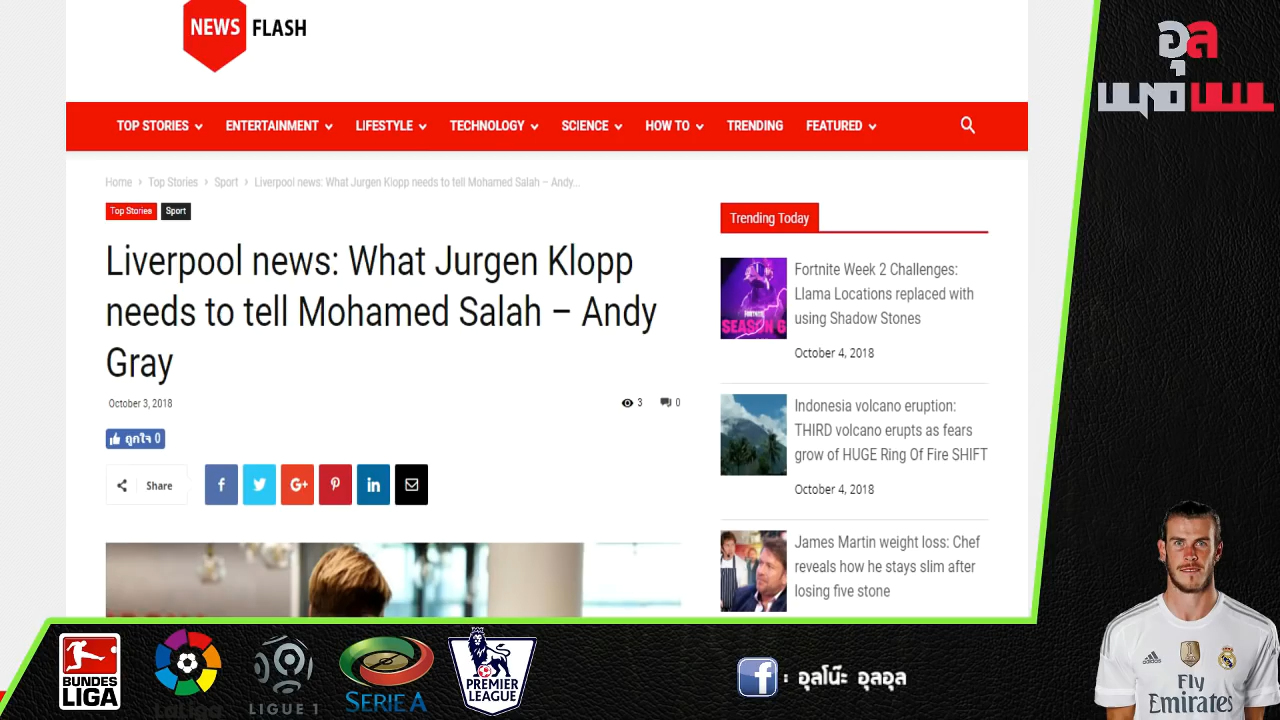 NEWS FLASH
อุล
TOP STORIES ENTERTAINMENT LIFESTYLE TECHNOLOGY SCIENCE HOW TO TRENDING FEATURED
Home › Top Stories › Sport › Liverpool news: What Jurgen Klopp needs to tell Mohamed Salah – Andy...
Top Stories Sport
Liverpool news: What Jurgen Klopp
needs to tell Mohamed Salah – Andy
Gray
October 3, 2018 3 0
ถูกใจ 0
Share
Trending Today
Fortnite Week 2 Challenges:
Llama Locations replaced with
using Shadow Stones
October 4, 2018
FORTNITE
SEASON 6
Indonesia volcano eruption:
THIRD volcano erupts as fears
grow of HUGE Ring Of Fire SHIFT
October 4, 2018
James Martin weight loss: Chef
reveals how he stays slim after
losing five stone
BUNDES
LIGA
LaLiga
LIGUE 1
SERIE A
PREMIER
LEAGUE
f : อุลโน๊ะ อุลอุล
adidas
Fly
Emirates